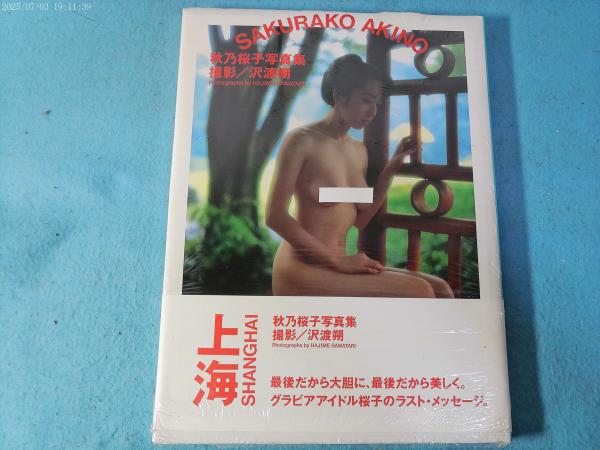 2025/07/03 19:11:39
SAKURAKO AKINO
秋乃桜子写真集
撮影／沢渡朔
Photographs by HAJIME SAWATARI
上海
SHANGHAI
秋乃桜子写真集
撮影／沢渡朔
Photographs by HAJIME SAWATARI
最後だから大胆に、最後だから美しく。
グラビアアイドル桜子のラスト・メッセージ。